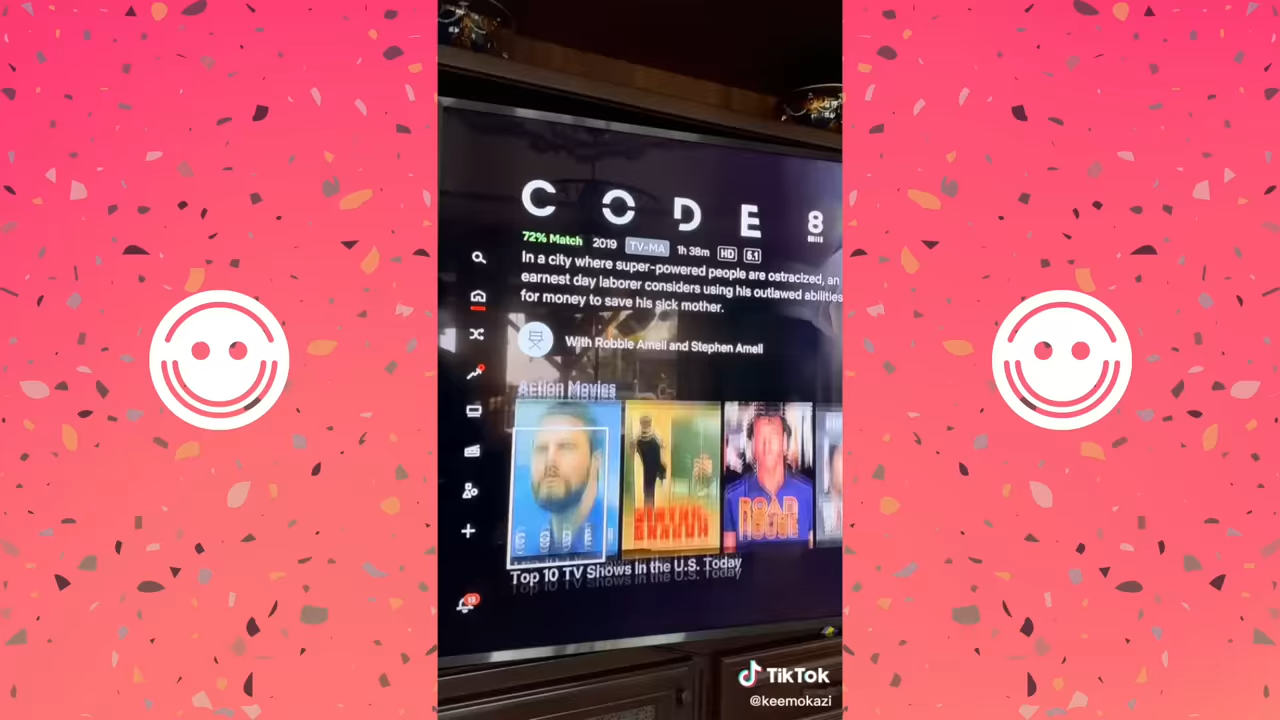 C O D E 8
72% Match 2019 TV-MA 1h 38m HD 5.1
In a city where super-powered people are ostracized, an
earnest day laborer considers using his outlawed abilities
for money to save his sick mother.
With Robbie Amell and Stephen Amell
Action Movies
CODE
ROAD
HOUSE
Top 10 TV Shows in the U.S. Today
13
TikTok
@keemokazi